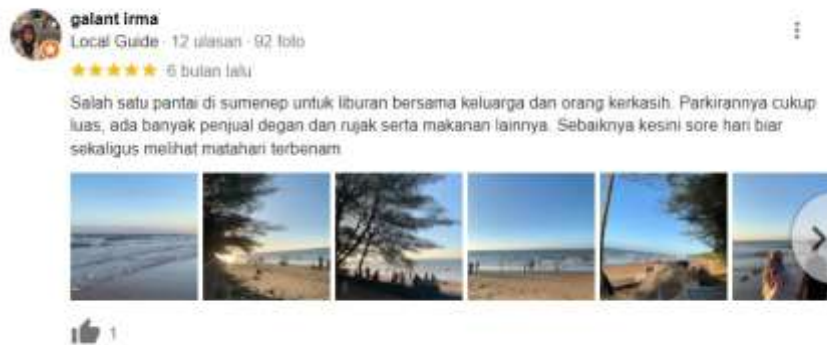 galant irma
Local Guide · 12 ulasan · 92 foto
6 bulan lalu
Salah satu pantai di sumenep untuk liburan bersama keluarga dan orang kerkasih. Parkirannya cukup
luas, ada banyak penjual degan dan rujak serta makanan lainnya. Sebaiknya kesini sore hari biar
sekaligus melihat matahari terbenam
1